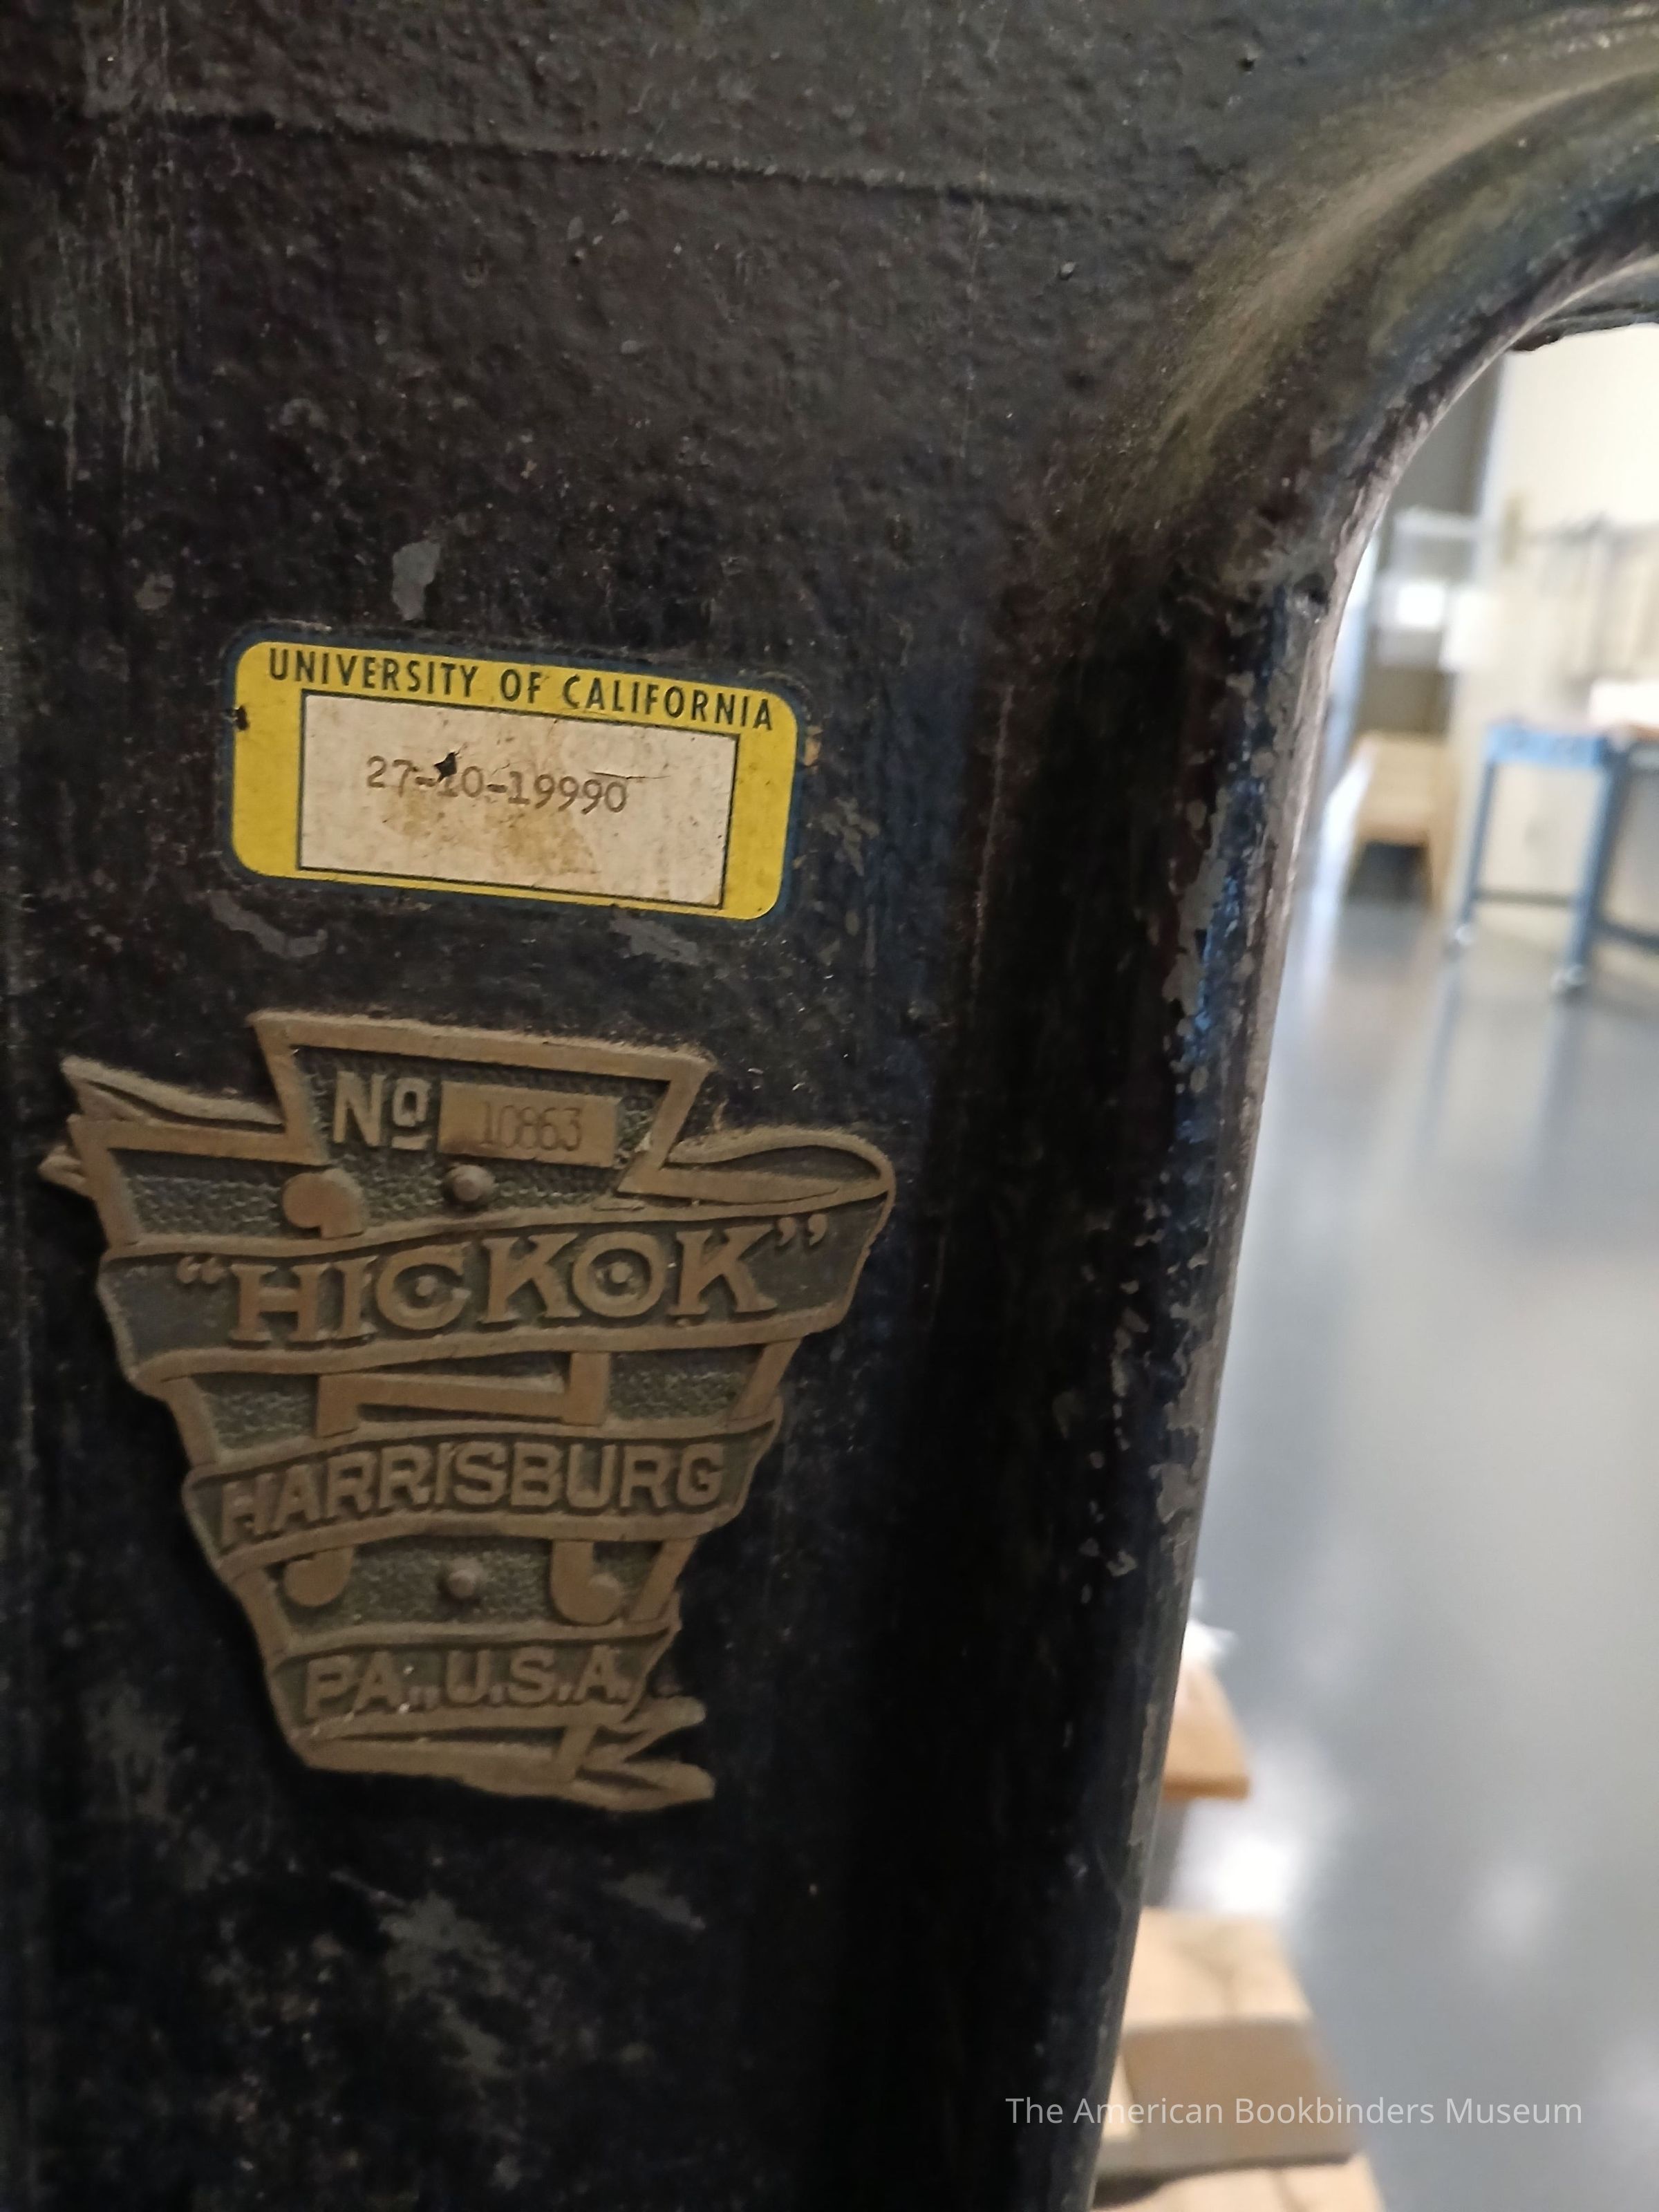 UNIVERSITY OF CALIFORNIA
27-10-19990
No 10863
"HICKOK"
HARRISBURG
PA., U.S.A.
The American Bookbinders Museum